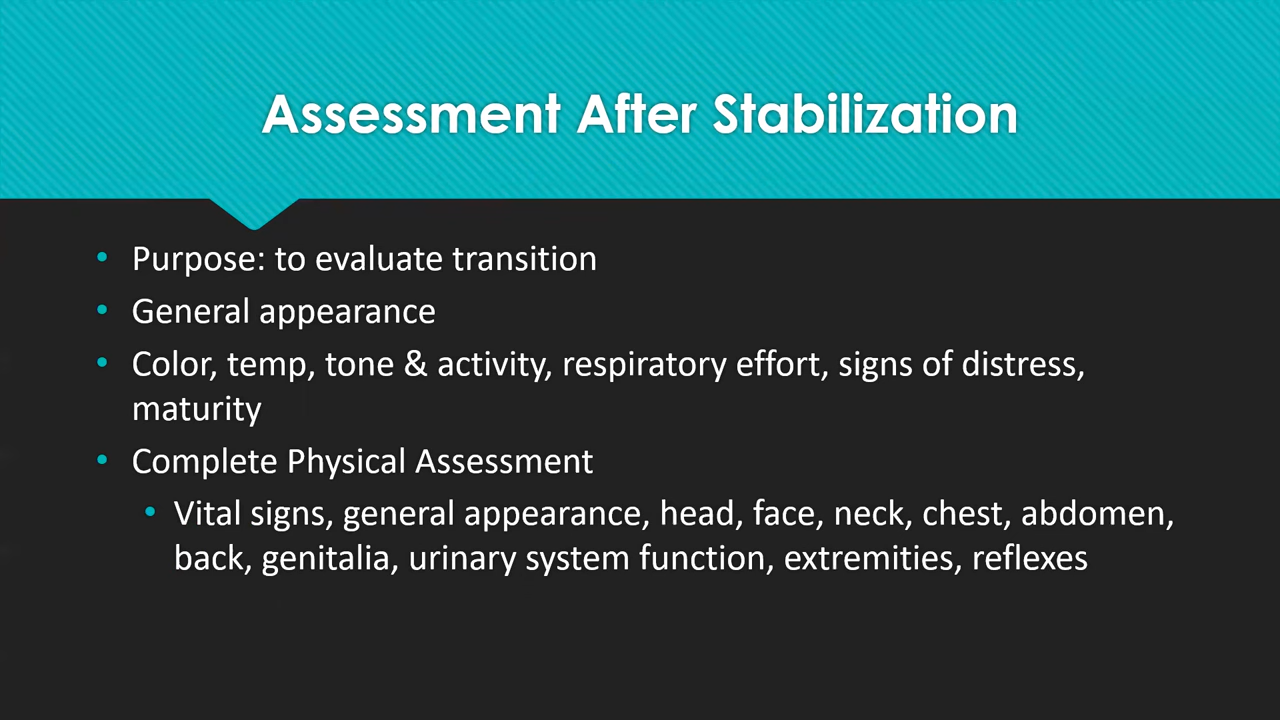 Assessment After Stabilization
• Purpose: to evaluate transition
• General appearance
• Color, temp, tone & activity, respiratory effort, signs of distress,
maturity
• Complete Physical Assessment
• Vital signs, general appearance, head, face, neck, chest, abdomen,
back, genitalia, urinary system function, extremities, reflexes